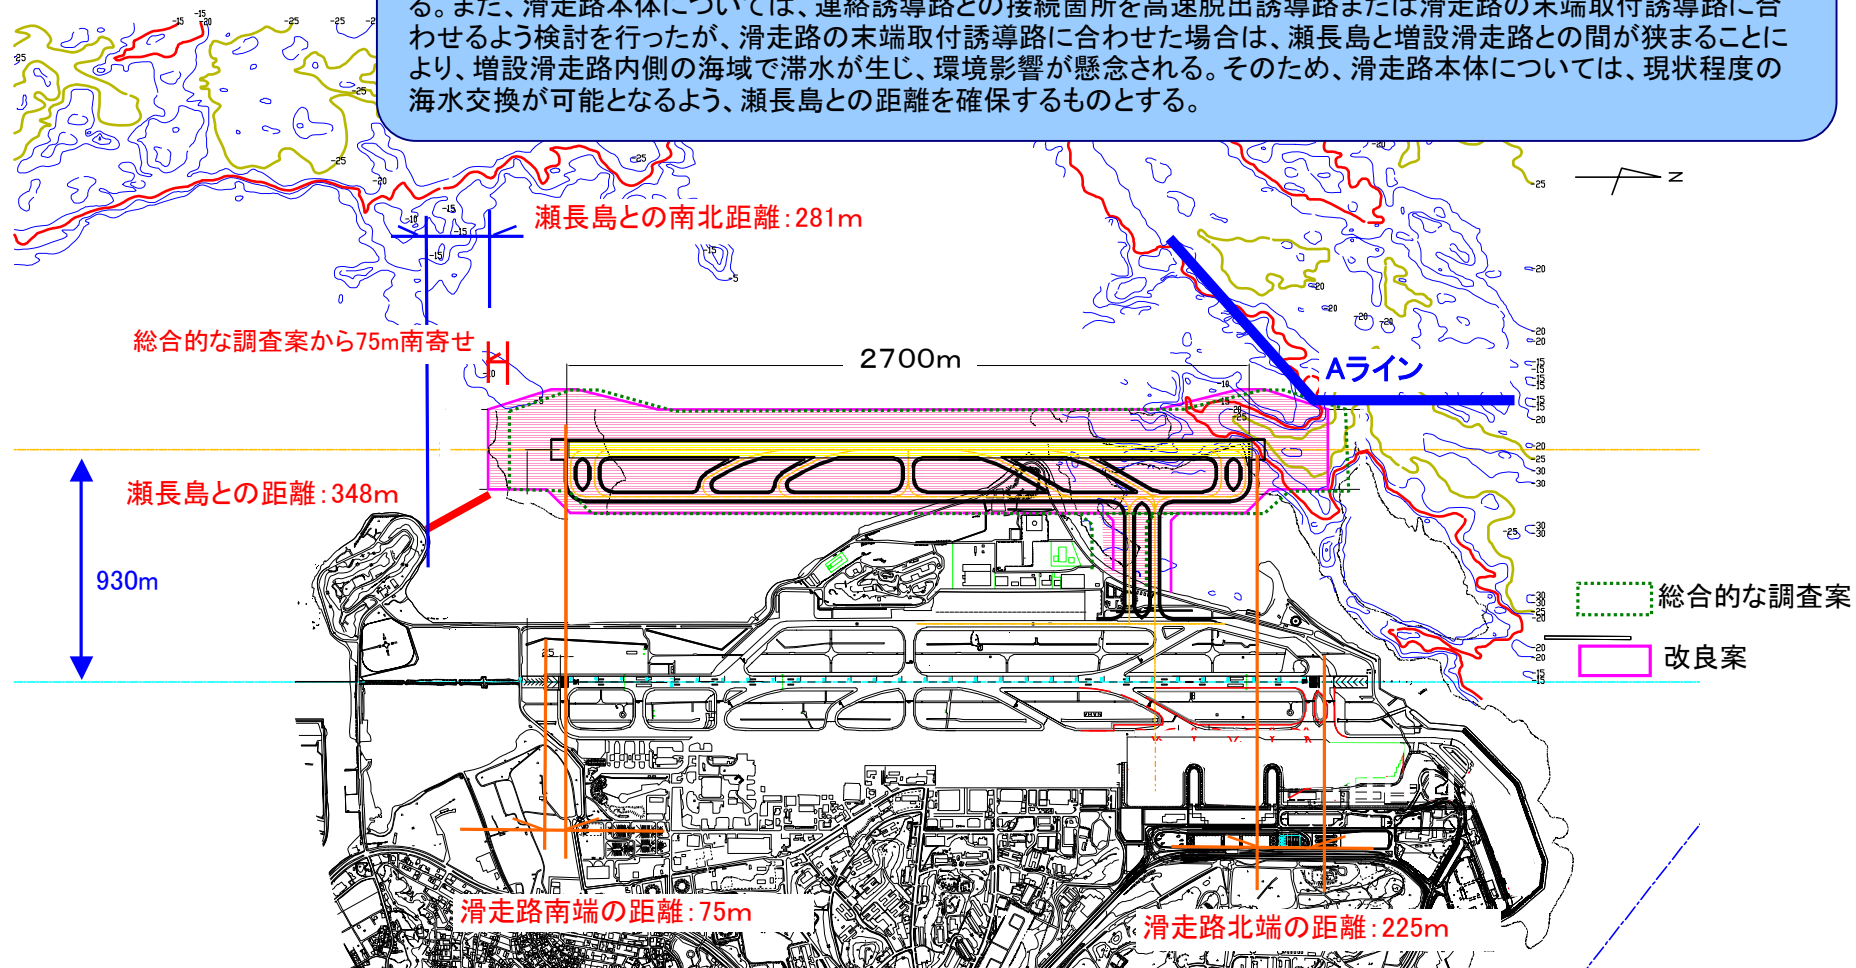 る。また、滑走路本体については、連絡誘導路との接続箇所を高速脱出誘導路または滑走路の末端取付誘導路に合
わせるよう検討を行ったが、滑走路の末端取付誘導路に合わせた場合は、瀬長島と増設滑走路との間が狭まることに
より、増設滑走路内側の海域で滞水が生じ、環境影響が懸念される。そのため、滑走路本体については、現状程度の
海水交換が可能となるよう、瀬長島との距離を確保するものとする。
N
瀬長島との南北距離:281m
総合的な調査案から75m南寄せ
2700m
Aライン
瀬長島との距離:348m
930m
総合的な調査案
改良案
滑走路南端の距離:75m
滑走路北端の距離:225m